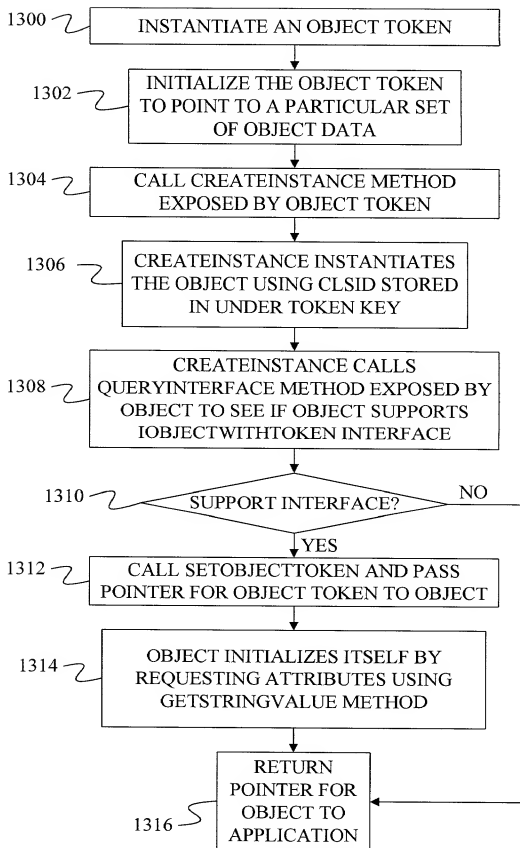 1300
INSTANTIATE AN OBJECT TOKEN
1302
INITIALIZE THE OBJECT TOKEN
TO POINT TO A PARTICULAR SET
OF OBJECT DATA
1304
CALL CREATEINSTANCE METHOD
EXPOSED BY OBJECT TOKEN
1306
CREATEINSTANCE INSTANTIATES
THE OBJECT USING CLSID STORED
IN UNDER TOKEN KEY
1308
CREATEINSTANCE CALLS
QUERYINTERFACE METHOD EXPOSED BY
OBJECT TO SEE IF OBJECT SUPPORTS
IOBJECTWITHTOKEN INTERFACE
1310
SUPPORT INTERFACE?
NO
YES
1312
CALL SETOBJECTTOKEN AND PASS
POINTER FOR OBJECT TOKEN TO OBJECT
1314
OBJECT INITIALIZES ITSELF BY
REQUESTING ATTRIBUTES USING
GETSTRINGVALUE METHOD
1316
RETURN
POINTER FOR
OBJECT TO
APPLICATION